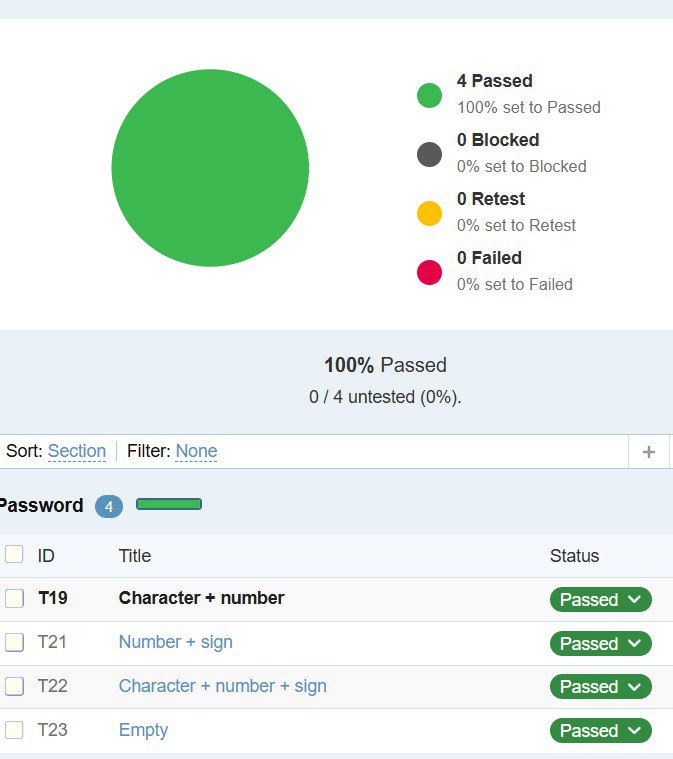 4 Passed
100% set to Passed
0 Blocked
0% set to Blocked
0 Retest
0% set to Retest
0 Failed
0% set to Failed
100% Passed
0 / 4 untested (0%).
Sort: Section Filter: None +
Password 4
ID Title Status
T19 Character + number Passed
T21 Number + sign Passed
T22 Character + number + sign Passed
T23 Empty Passed